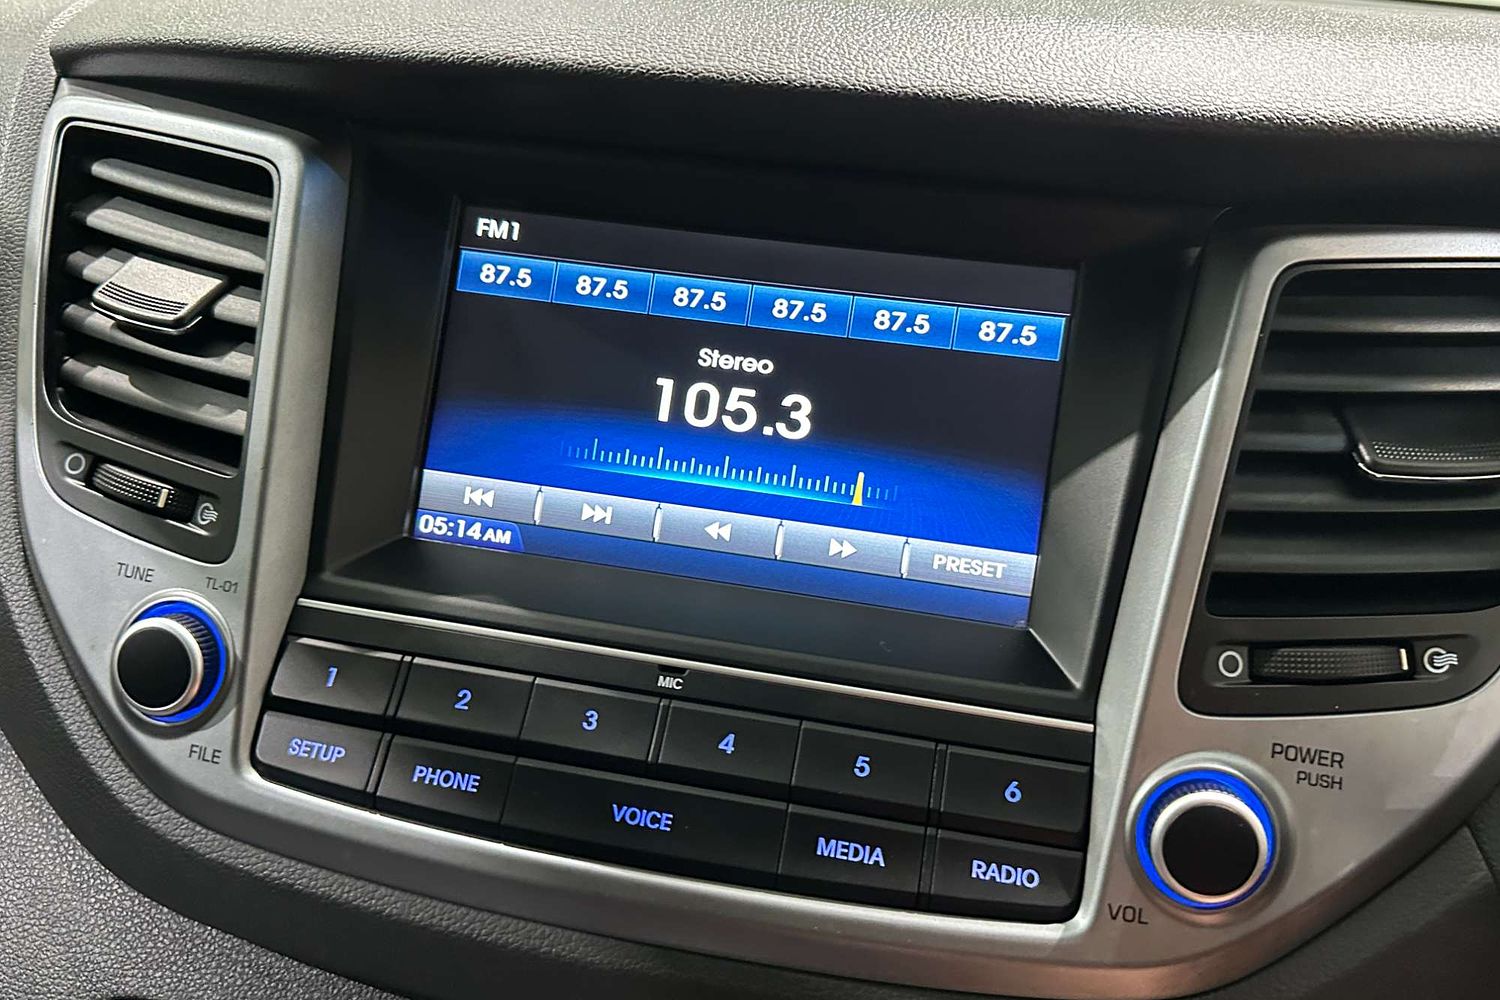 FM1
87.5 87.5 87.5 87.5 87.5 87.5
Stereo
105.3
05:14 AM
PRESET
TUNE
TL-01
FILE
MIC
1 2 3 4 5 6
SETUP PHONE VOICE MEDIA RADIO
POWER
PUSH
VOL